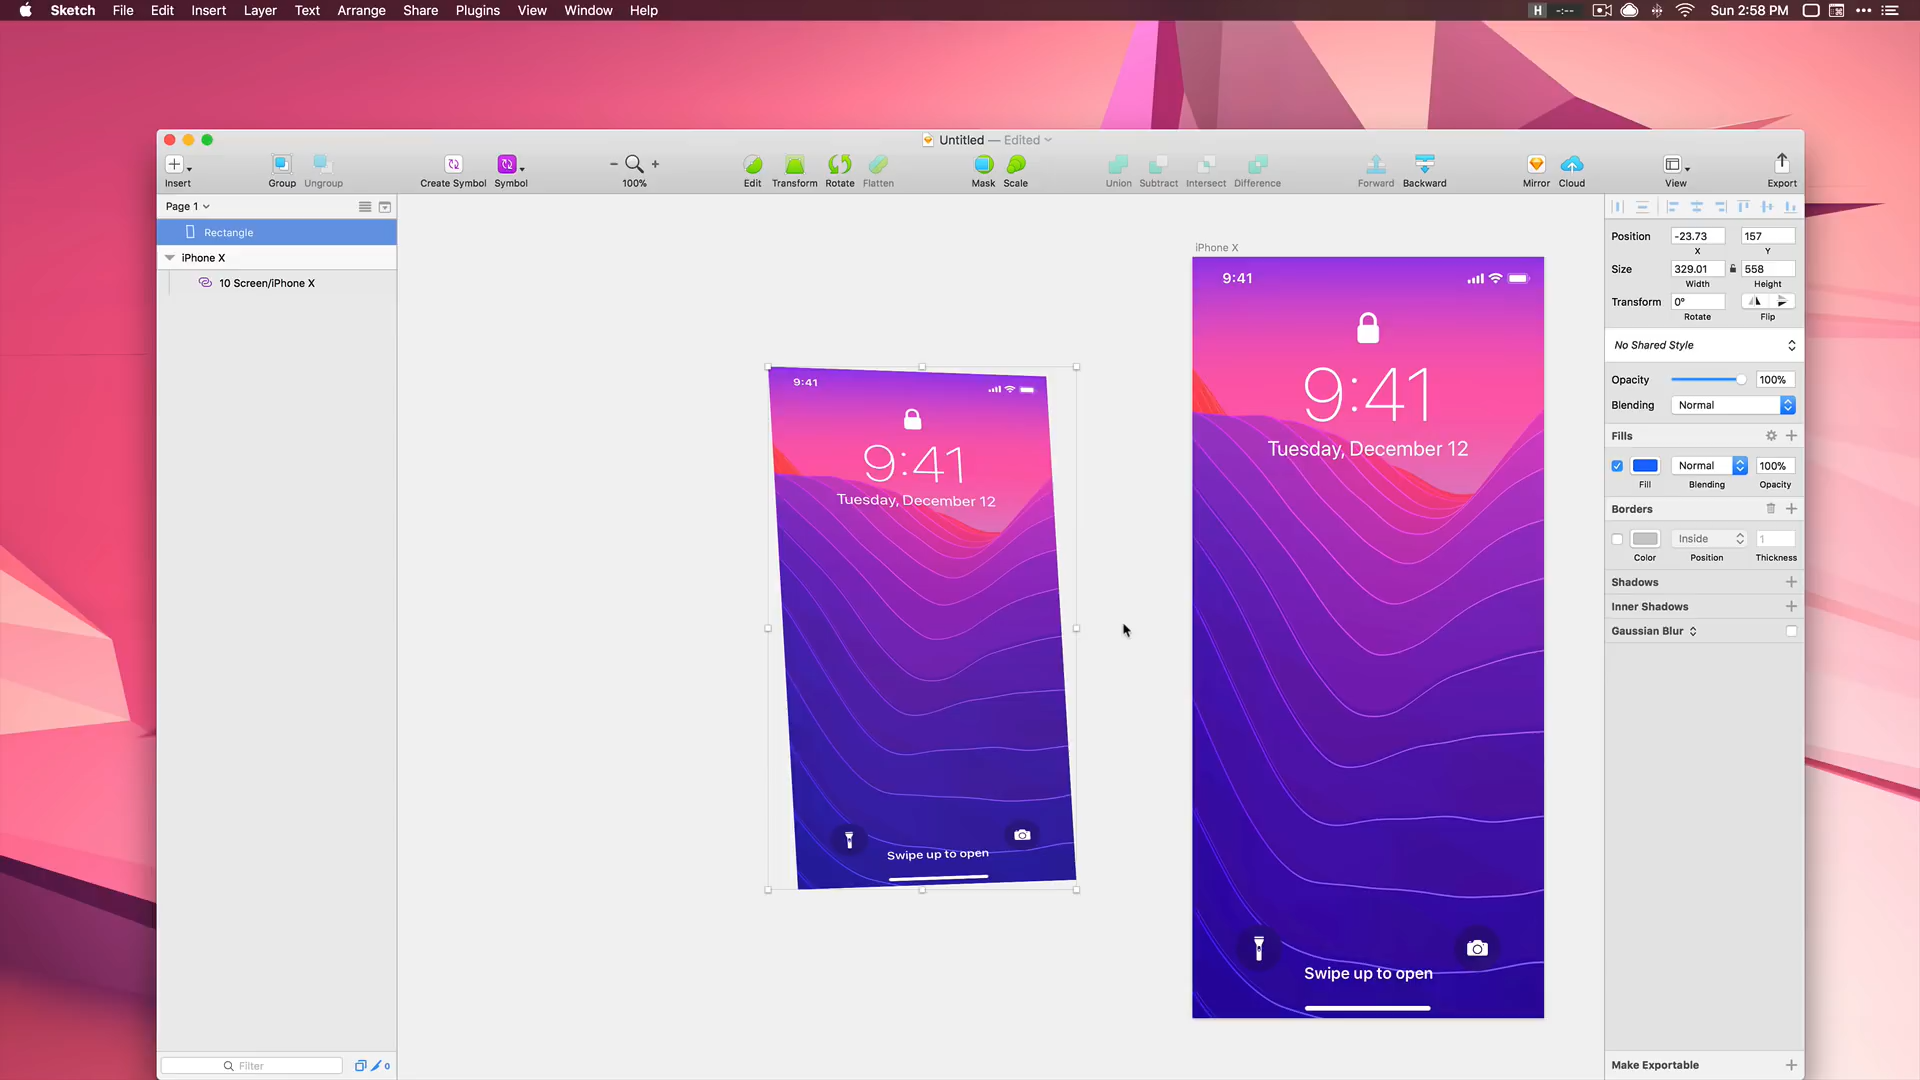 Sketch File Edit Insert Layer Text Arrange Share Plugins View Window Help
H -:-- Sun 2:58 PM
Untitled — Edited
Insert Group Ungroup Create Symbol Symbol 100% Edit Transform Rotate Flatten Mask Scale Union Subtract Intersect Difference Forward Backward Mirror Cloud View Export
Page 1
Rectangle
iPhone X
10 Screen/iPhone X
Filter
0
9:41
9:41
Tuesday, December 12
Swipe up to open
iPhone X
9:41
9:41
Tuesday, December 12
Swipe up to open
Position -23.73 157
X Y
Size 329.01 558
Width Height
Transform 0°
Rotate Flip
No Shared Style
Opacity 100%
Blending Normal
Fills
Normal 100%
Fill Blending Opacity
Borders
Inside 1
Color Position Thickness
Shadows
Inner Shadows
Gaussian Blur
Make Exportable